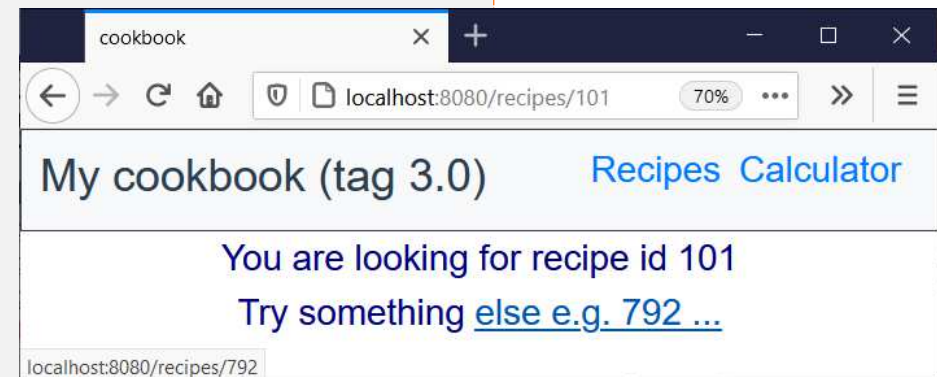 cookbook
localhost:8080/recipes/101 70%
My cookbook (tag 3.0) Recipes Calculator
You are looking for recipe id 101
Try something else e.g. 792 ...
localhost:8080/recipes/792